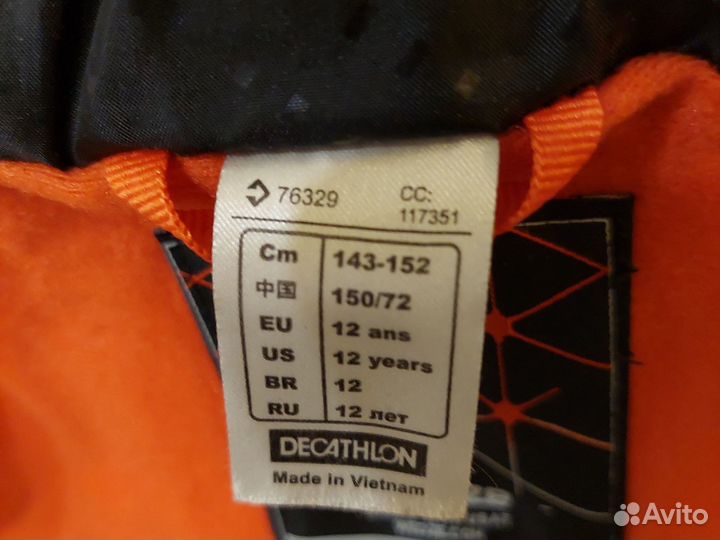 76329 CC:
117351
Cm 143-152
中国 150/72
EU 12 ans
US 12 years
BR 12
RU 12 лет
DECATHLON
Made in Vietnam
Avito